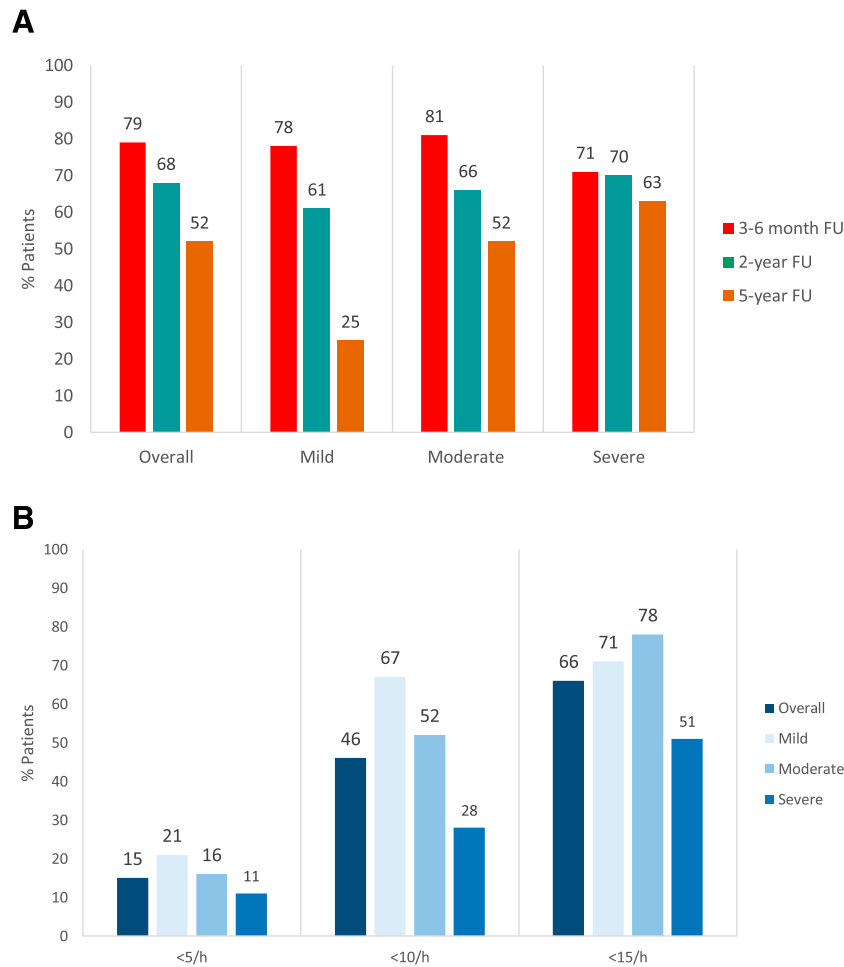 A
100
90
80
70
60
50
40
30
20
10
0
% Patients
79
68
52
78
61
25
81
66
52
71
70
63
Overall
Mild
Moderate
Severe
3-6 month FU
2-year FU
5-year FU
B
100
90
80
70
60
50
40
30
20
10
0
% Patients
15
21
16
11
46
67
52
28
66
71
78
51
<5/h
<10/h
<15/h
Overall
Mild
Moderate
Severe